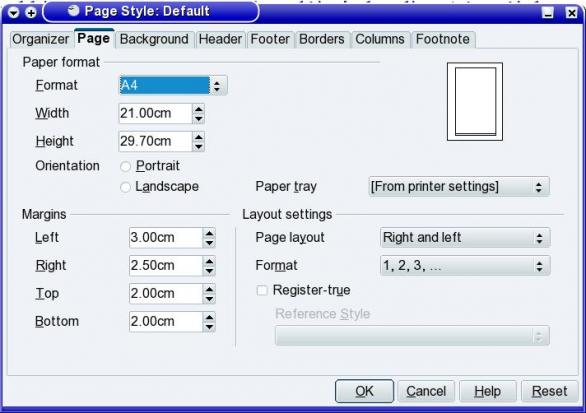 Page Style: Default
Organizer Page Background Header Footer Borders Columns Footnote
Paper format
Format A4
Width 21.00cm
Height 29.70cm
Orientation Portrait
Landscape
Paper tray [From printer settings]
Margins
Left 3.00cm
Right 2.50cm
Top 2.00cm
Bottom 2.00cm
Layout settings
Page layout Right and left
Format 1, 2, 3, ...
Register-true
Reference Style
OK Cancel Help Reset